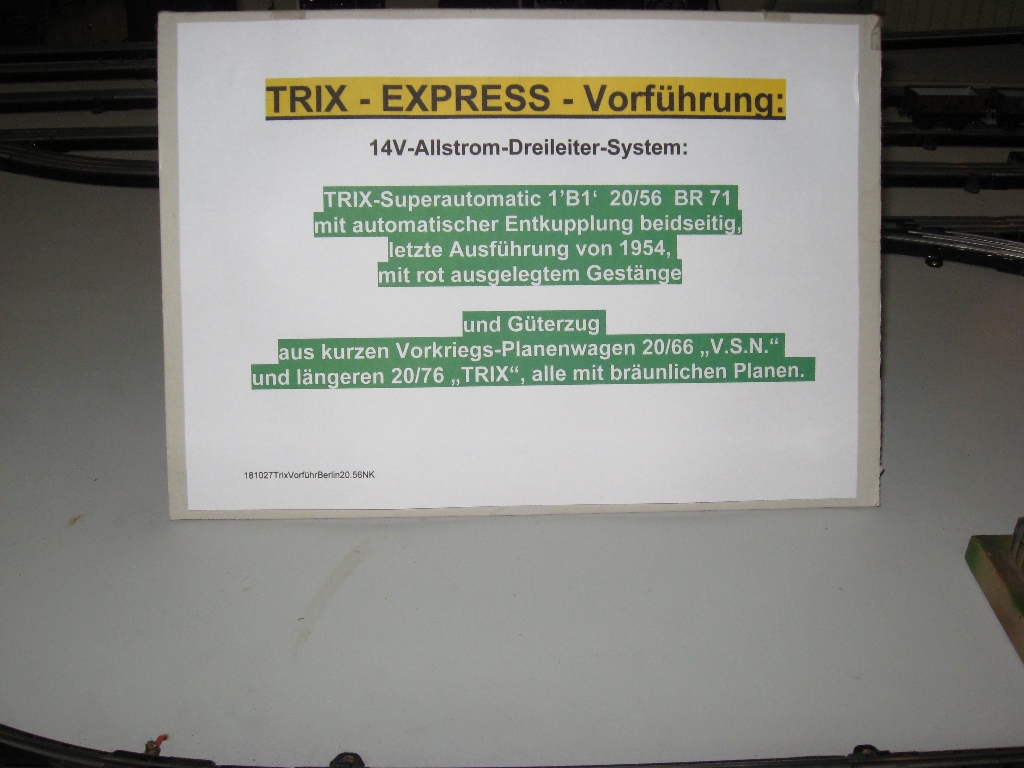 TRIX - EXPRESS - Vorführung:
14V-Allstrom-Dreileiter-System:
TRIX-Superautomatic 1’B1‘ 20/56 BR 71
mit automatischer Entkupplung beidseitig,
letzte Ausführung von 1954,
mit rot ausgelegtem Gestänge
und Güterzug
aus kurzen Vorkriegs-Planenwagen 20/66 „V.S.N.“
und längeren 20/76 „TRIX“, alle mit bräunlichen Planen.
181027TrixVorführBerlin20.56NK